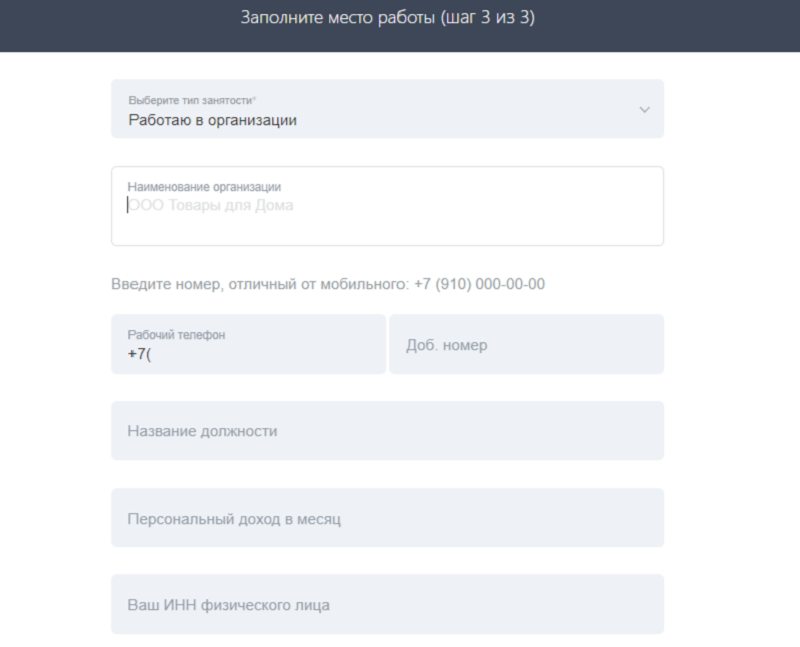 Заполните место работы (шаг 3 из 3)
Выберите тип занятости*
Работаю в организации
Наименование организации
ООО Товары для Дома
Введите номер, отличный от мобильного: +7 (910) 000-00-00
Рабочий телефон
+7(
Доб. номер
Название должности
Персональный доход в месяц
Ваш ИНН физического лица